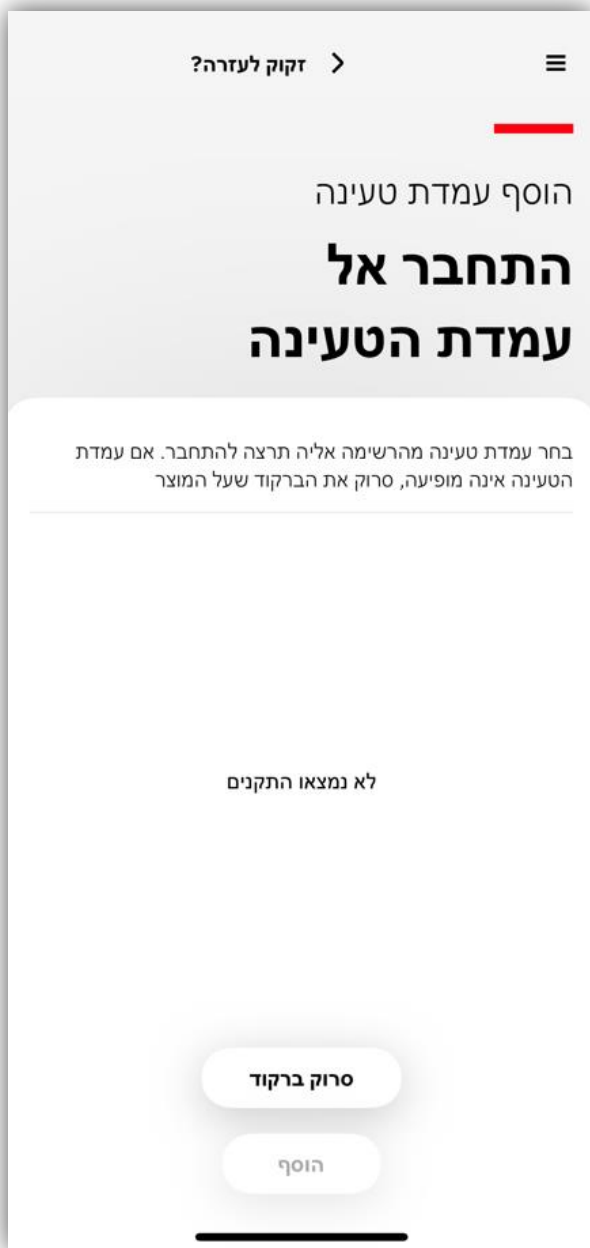 זקוק לעזרה?
הוסף עמדת טעינה
התחבר אל
עמדת הטעינה
בחר עמדת טעינה מהרשימה אליה תרצה להתחבר. אם עמדת
הטעינה אינה מופיעה, סרוק את הברקוד שעל המוצר
לא נמצאו התקנים
סרוק ברקוד
הוסף